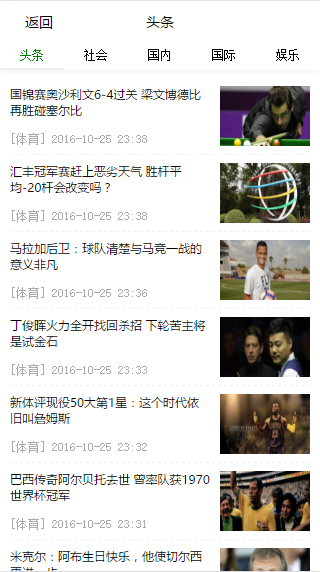 返回 头条
头条 社会 国内 国际 娱乐
国锦赛奥沙利文6-4过关 梁文博德比
再胜碰塞尔比
[体育] 2016-10-25 23:38
汇丰冠军赛赶上恶劣天气 胜杆平
均-20杆会改变吗？
[体育] 2016-10-25 23:38
马拉加后卫：球队清楚与马竞一战的
意义非凡
[体育] 2016-10-25 23:36
丁俊晖火力全开找回杀招 下轮苦主将
是试金石
[体育] 2016-10-25 23:33
新体评现役50大第1星：这个时代依
旧叫詹姆斯
[体育] 2016-10-25 23:32
巴西传奇阿尔贝托去世 曾率队获1970
世界杯冠军
[体育] 2016-10-25 23:31
米克尔：阿布生日快乐，他使切尔西